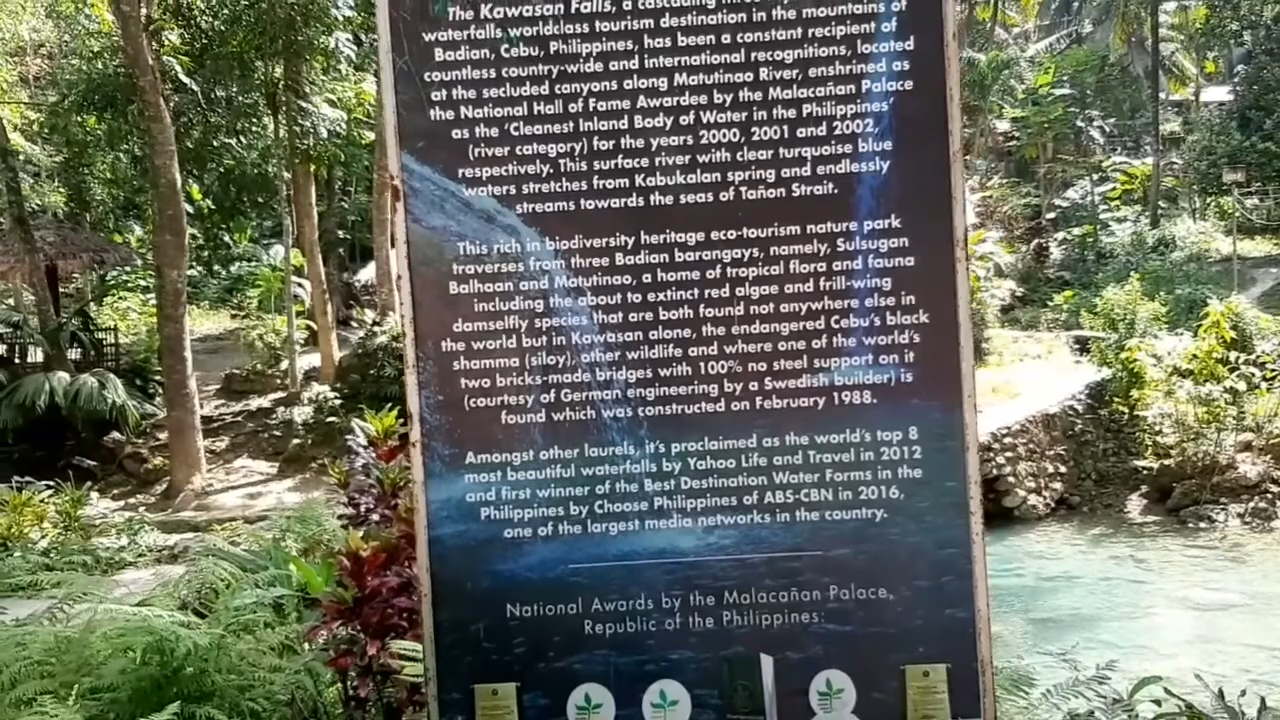 The Kawasan Falls, a cascading
waterfalls worldclass tourism destination in the mountains of
Badian, Cebu, Philippines, has been a constant recipient of
countless country-wide and international recognitions, located
at the secluded canyons along Matutinao River, enshrined as
the National Hall of Fame Awardee by the Malacañan Palace
as the 'Cleanest Inland Body of Water in the Philippines'
(river category) for the years 2000, 2001 and 2002,
respectively. This surface river with clear turquoise blue
waters stretches from Kabukalan spring and endlessly
streams towards the seas of Tañon Strait.
This rich in biodiversity heritage eco-tourism nature park
traverses from three Badian barangays, namely, Sulsugan
Balhaan and Matutinao, a home of tropical flora and fauna
including the about to extinct red algae and frill-wing
damselfly species that are both found not anywhere else in
the world but in Kawasan alone, the endangered Cebu's black
shamma (siloy), other wildlife and where one of the world's
two bricks-made bridges with 100% no steel support on it
(courtesy of German engineering by a Swedish builder) is
found which was constructed on February 1988.
Amongst other laurels, it's proclaimed as the world's top 8
most beautiful waterfalls by Yahoo Life and Travel in 2012
and first winner of the Best Destination Water Forms in the
Philippines by Choose Philippines of ABS-CBN in 2016,
one of the largest media networks in the country.
National Awards by the Malacañan Palace,
Republic of the Philippines: